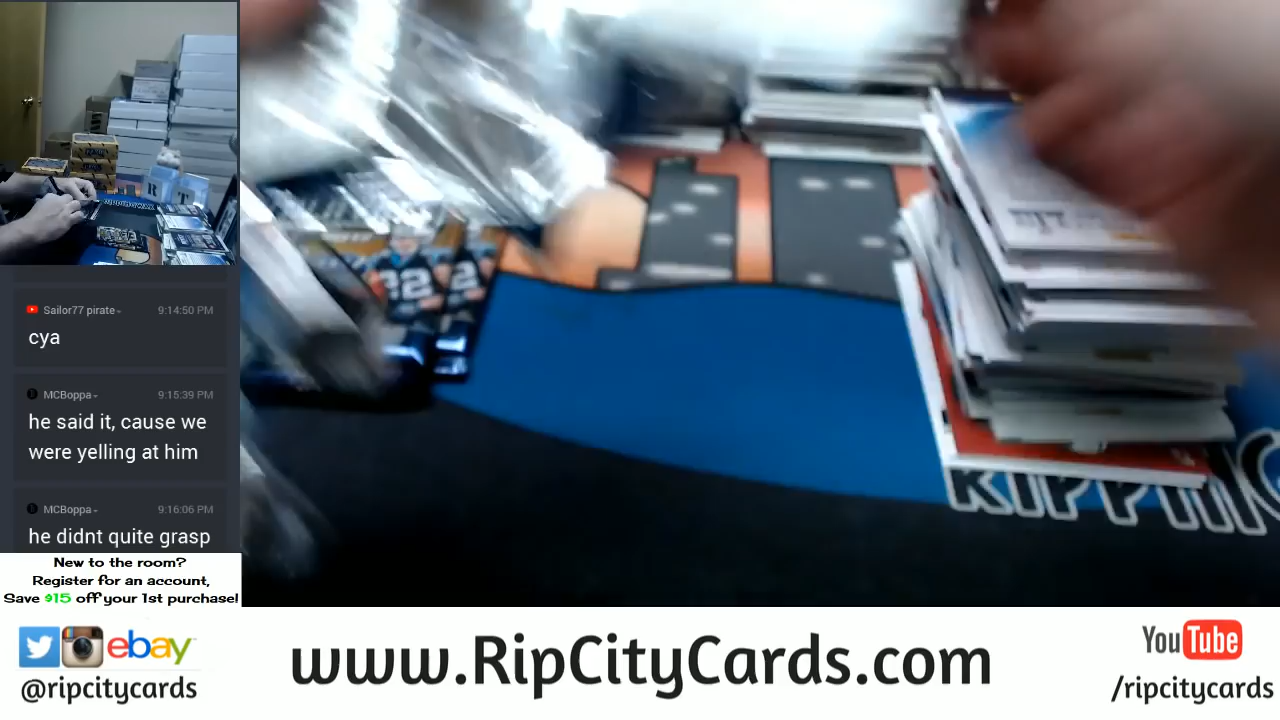 Sailor77 pirate
9:14:50 PM
cya
MCBoppa
9:15:39 PM
he said it, cause we
were yelling at him
MCBoppa
9:16:06 PM
he didnt quite grasp
New to the room?
Register for an account,
Save $15 off your 1st purchase!
ebay
@ripcitycards
www.RipCityCards.com
YouTube
/ripcitycards
22